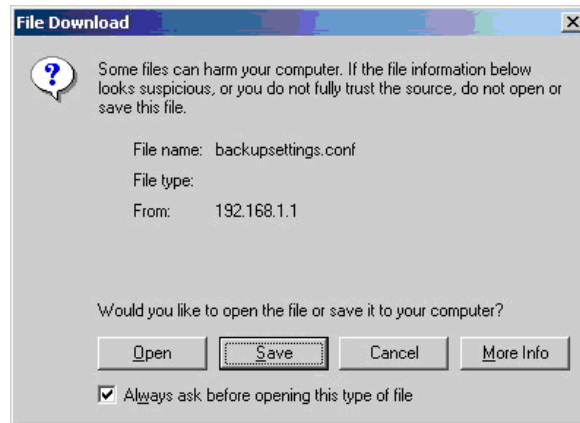 File Download
Some files can harm your computer. If the file information below
looks suspicious, or you do not fully trust the source, do not open or
save this file.
File name: backupsettings.conf
File type:
From: 192.168.1.1
Would you like to open the file or save it to your computer?
Open Save Cancel More Info
Always ask before opening this type of file